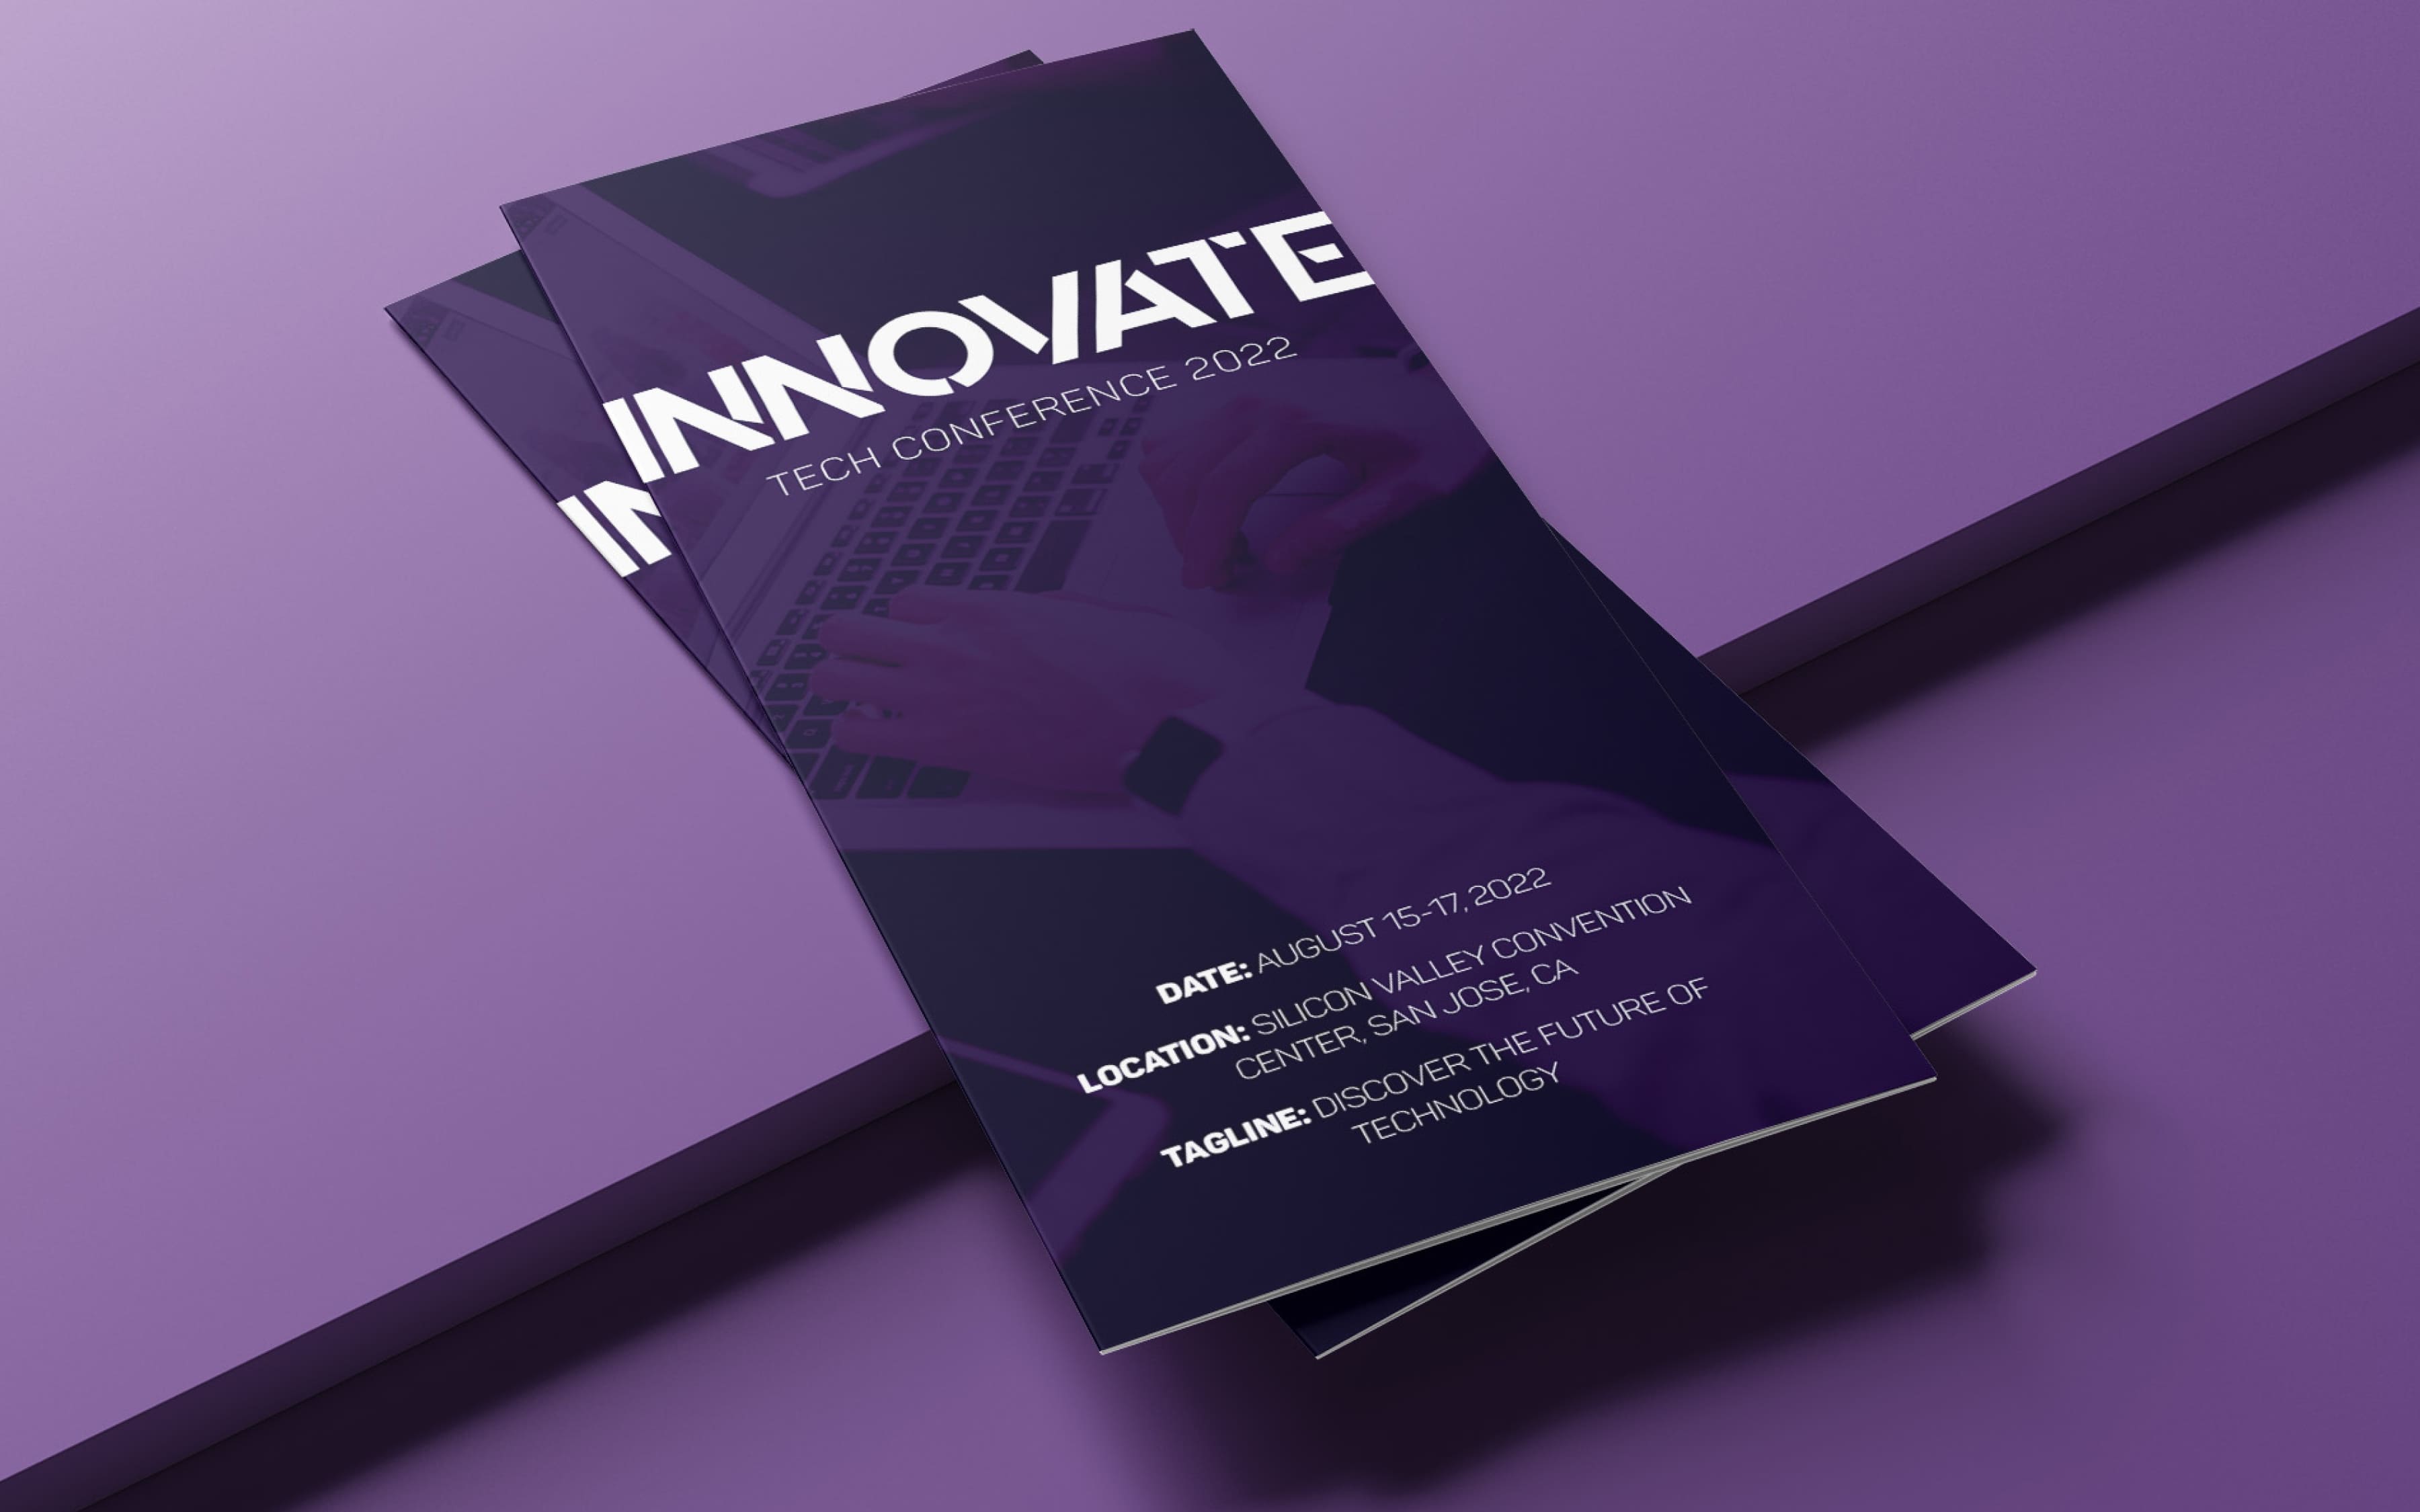 INNOVATE
TECH CONFERENCE 2022
IN
DATE: AUGUST 15-17, 2022
LOCATION: SILICON VALLEY CONVENTION
CENTER, SAN JOSE, CA
TAGLINE: DISCOVER THE FUTURE OF
TECHNOLOGY